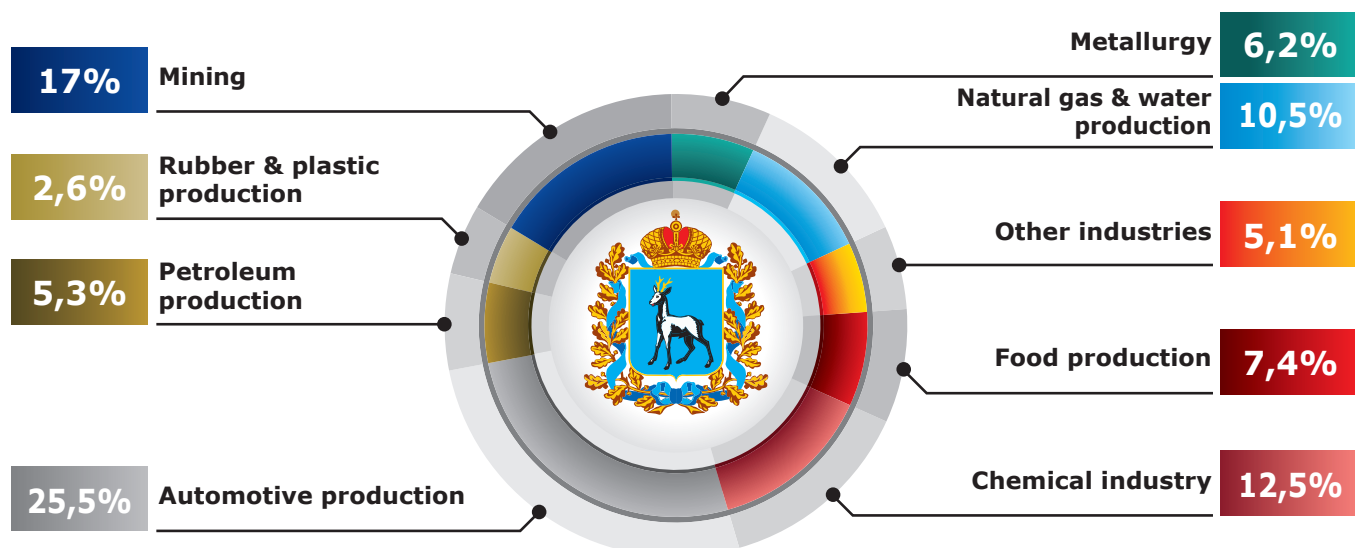 17%
Mining
2,6%
Rubber & plastic
production
5,3%
Petroleum
production
25,5%
Automotive production
Metallurgy
6,2%
Natural gas & water
production
10,5%
Other industries
5,1%
Food production
7,4%
Chemical industry
12,5%